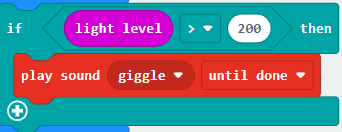 if light level > 200 then
play sound giggle until done